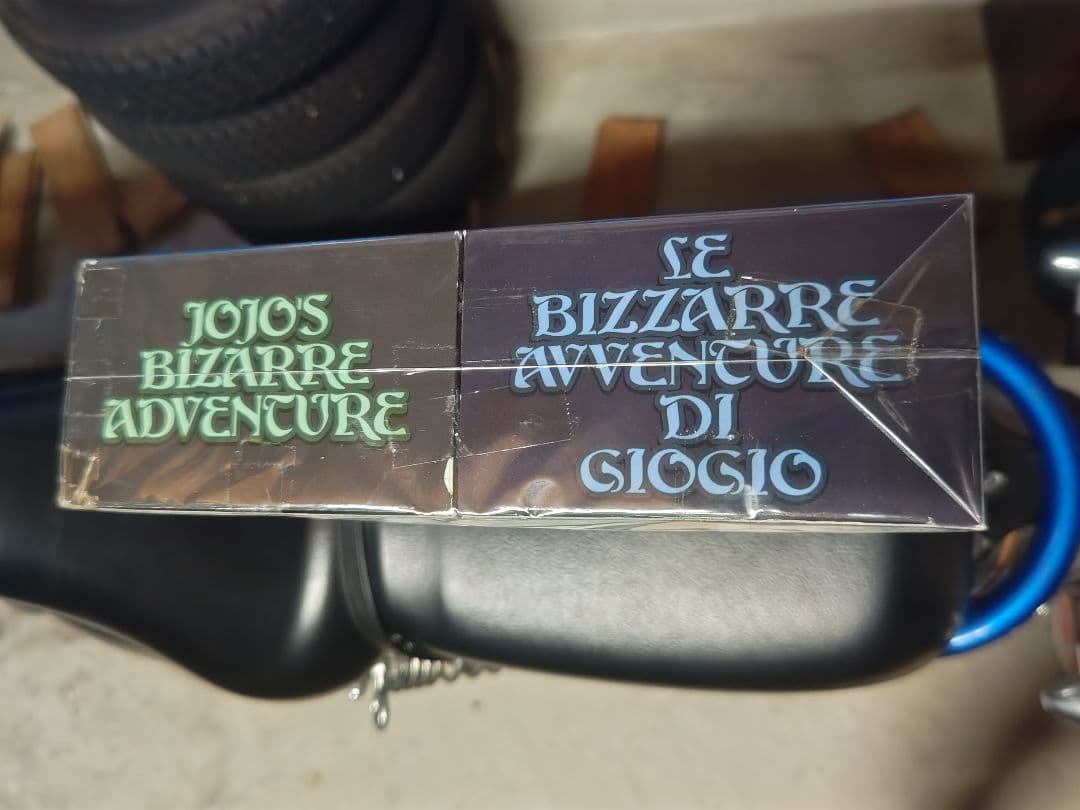 JOJO'S
BIZARRE
ADVENTURE
LE
BIZZARRE
AVVENTURE
DI
GIOGIO